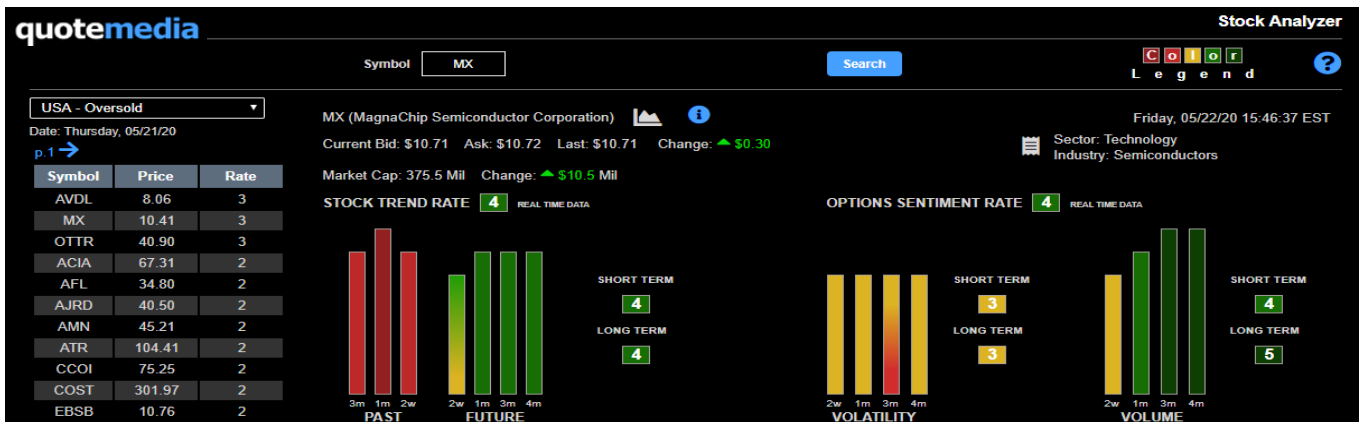 quotemedia
Stock Analyzer
Symbol MX Search
Color
Legend
?
USA - Oversold
Date: Thursday, 05/21/20
p.1
Symbol Price Rate
AVDL 8.06 3
MX 10.41 3
OTTR 40.90 3
ACIA 67.31 2
AFL 34.80 2
AJRD 40.50 2
AMN 45.21 2
ATR 104.41 2
CCOI 75.25 2
COST 301.97 2
EBSB 10.76 2
MX (MagnaChip Semiconductor Corporation)
i
Friday, 05/22/20 15:46:37 EST
Current Bid: $10.71 Ask: $10.72 Last: $10.71 Change: $0.30
Sector: Technology
Industry: Semiconductors
Market Cap: 375.5 Mil Change: $10.5 Mil
STOCK TREND RATE 4 REAL TIME DATA
SHORT TERM
4
LONG TERM
4
3m 1m 2w 2w 1m 3m 4m
PAST FUTURE
OPTIONS SENTIMENT RATE 4 REAL TIME DATA
SHORT TERM
3
LONG TERM
3
2w 1m 3m 4m
VOLATILITY
SHORT TERM
4
LONG TERM
5
2w 1m 3m 4m
VOLUME